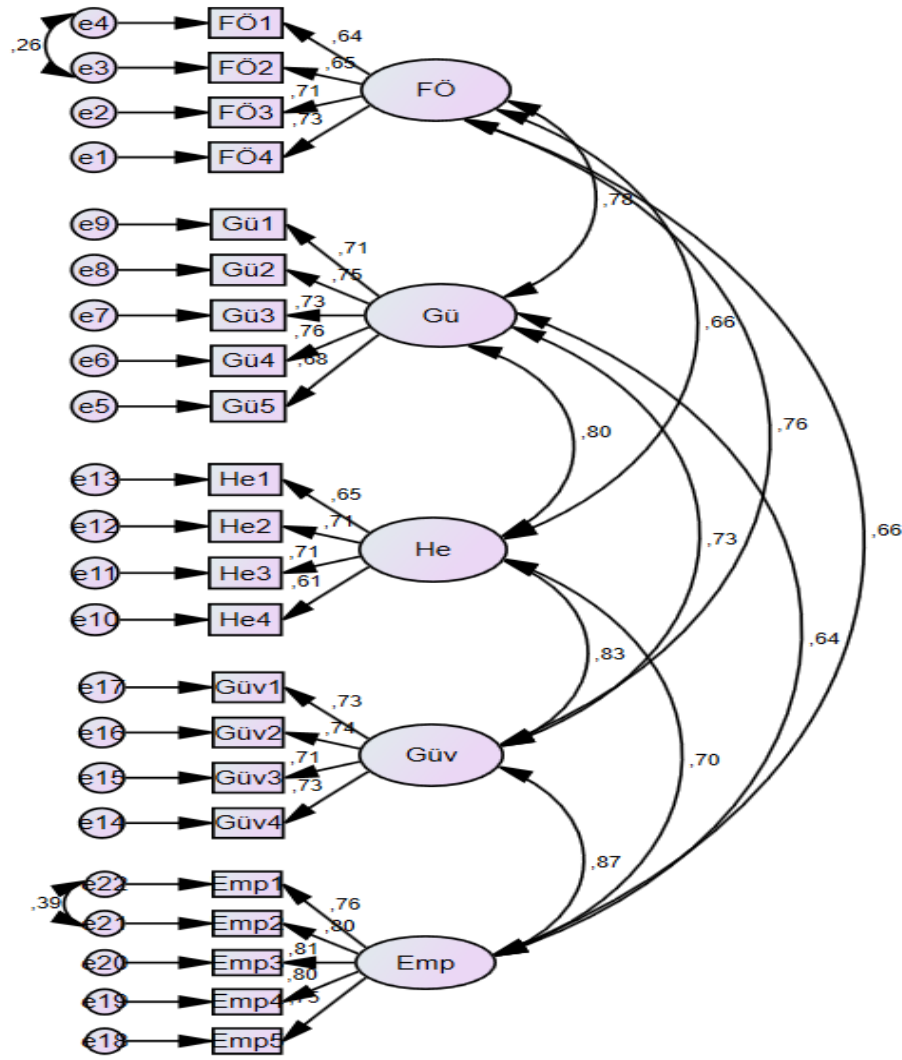 e4 FÖ1 ,64
,26
e3 FÖ2 ,65 FÖ
e2 FÖ3 ,71
,73
e1 FÖ4
,78
e9 Gü1 ,71
e8 Gü2 ,75
e7 Gü3 ,73 Gü
,76
,66
e6 Gü4 ,68
e5 Gü5
,80 ,76
e13 He1 ,65
e12 He2 ,71
,66
,73
e11 He3 ,71 He
e10 He4 ,61
,83 ,64
e17 Güv1 ,73
e16 Güv2 ,74
e15 Güv3 ,71 Güv ,70
e14 Güv4 ,73
,87
e22 Emp1 ,76
,39
e21 Emp2 ,80
e20 Emp3 ,81 Emp
,80
e19 Emp4 ,75
e18 Emp5